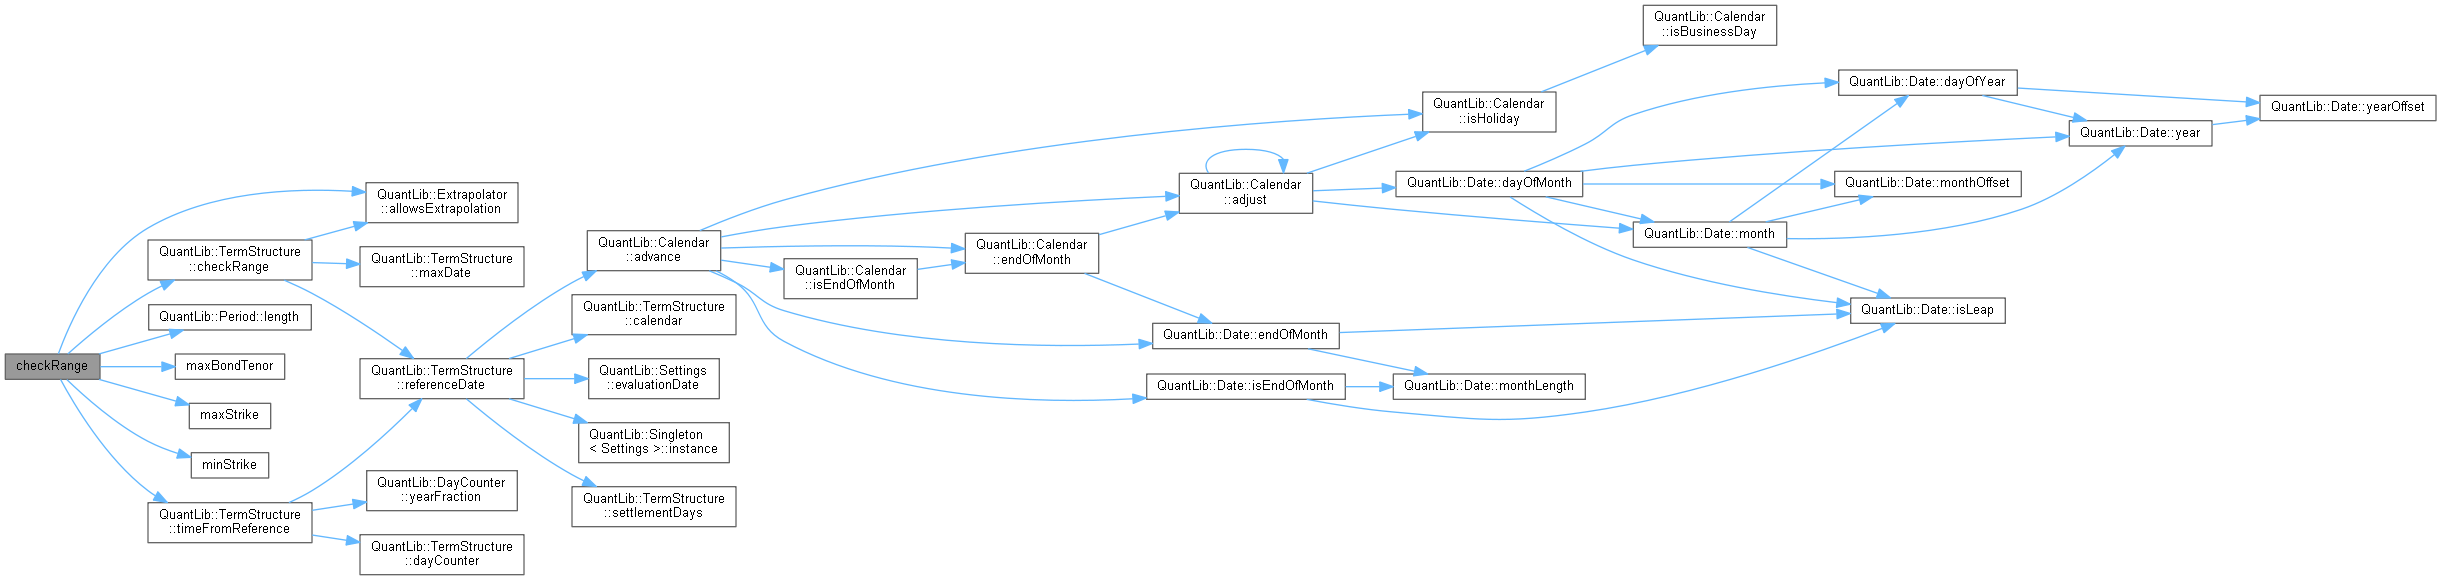 checkRange
QuantLib::Extrapolator
::allowsExtrapolation
QuantLib::TermStructure
::checkRange
QuantLib::TermStructure
::maxDate
QuantLib::Period::length
maxBondTenor
maxStrike
minStrike
QuantLib::TermStructure
::timeFromReference
QuantLib::TermStructure
::referenceDate
QuantLib::DayCounter
::yearFraction
QuantLib::TermStructure
::dayCounter
QuantLib::Calendar
::advance
QuantLib::TermStructure
::calendar
QuantLib::Settings
::evaluationDate
QuantLib::Singleton
< Settings >::instance
QuantLib::TermStructure
::settlementDays
QuantLib::Calendar
::isEndOfMonth
QuantLib::Calendar
::endOfMonth
QuantLib::Calendar
::adjust
QuantLib::Date::endOfMonth
QuantLib::Date::isEndOfMonth
QuantLib::Calendar
::isHoliday
QuantLib::Date::dayOfMonth
QuantLib::Date::monthLength
QuantLib::Calendar
::isBusinessDay
QuantLib::Date::month
QuantLib::Date::dayOfYear
QuantLib::Date::monthOffset
QuantLib::Date::isLeap
QuantLib::Date::year
QuantLib::Date::yearOffset